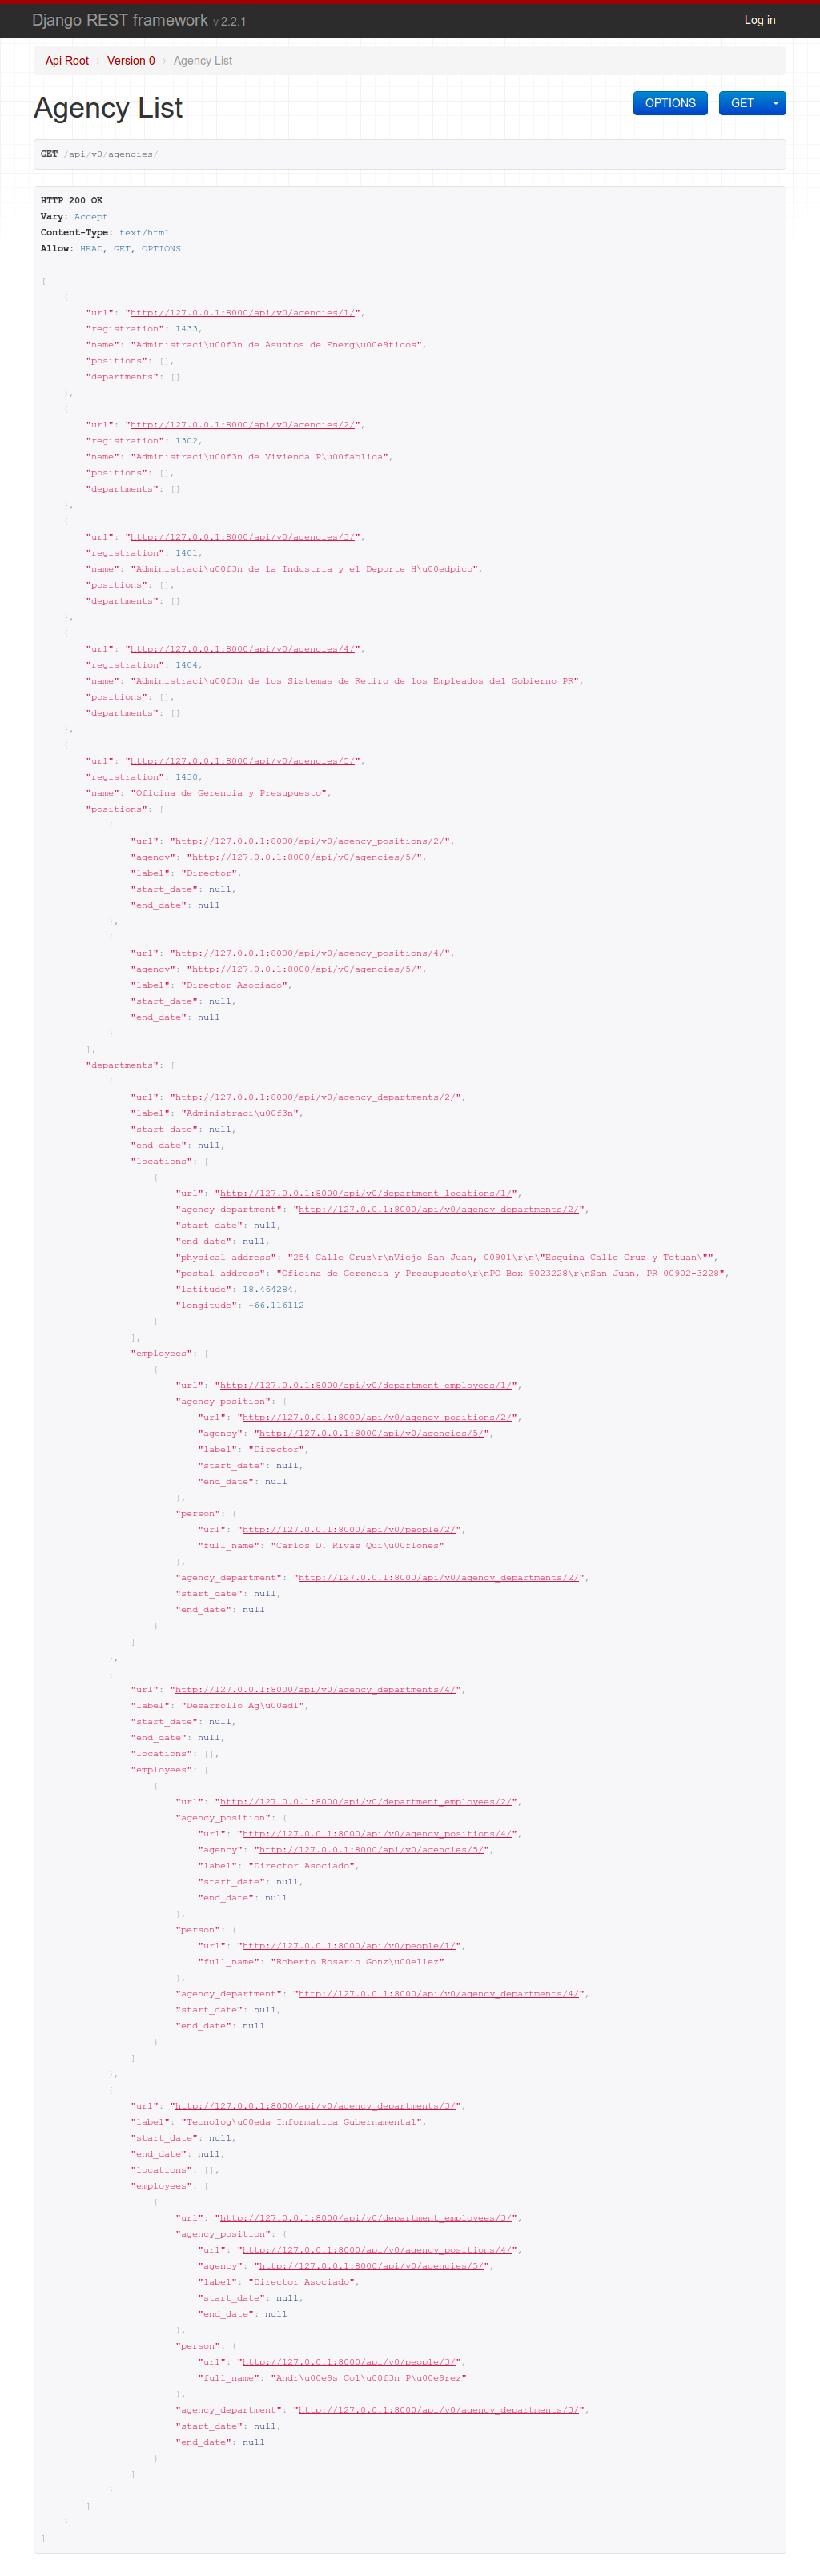 Django REST framework v 2.2.1
Log in
Api Root › Version 0 › Agency List
Agency List
OPTIONS
GET
GET /api/v0/agencies/
HTTP 200 OK
Vary: Accept
Content-Type: text/html
Allow: HEAD, GET, OPTIONS
[
{
"url": "http://127.0.0.1:8000/api/v0/agencies/1/",
"registration": 1433,
"name": "Administraci\u00f3n de Asuntos de Energ\u00e9ticos",
"positions": [],
"departments": []
},
{
"url": "http://127.0.0.1:8000/api/v0/agencies/2/",
"registration": 1302,
"name": "Administraci\u00f3n de Vivienda P\u00fablica",
"positions": [],
"departments": []
},
{
"url": "http://127.0.0.1:8000/api/v0/agencies/3/",
"registration": 1401,
"name": "Administraci\u00f3n de la Industria y el Deporte H\u00edpico",
"positions": [],
"departments": []
},
{
"url": "http://127.0.0.1:8000/api/v0/agencies/4/",
"registration": 1404,
"name": "Administraci\u00f3n de los Sistemas de Retiro de los Empleados del Gobierno PR",
"positions": [],
"departments": []
},
{
"url": "http://127.0.0.1:8000/api/v0/agencies/5/",
"registration": 1430,
"name": "Oficina de Gerencia y Presupuesto",
"positions": [
{
"url": "http://127.0.0.1:8000/api/v0/agency_positions/2/",
"agency": "http://127.0.0.1:8000/api/v0/agencies/5/",
"label": "Director",
"start_date": null,
"end_date": null
},
{
"url": "http://127.0.0.1:8000/api/v0/agency_positions/4/",
"agency": "http://127.0.0.1:8000/api/v0/agencies/5/",
"label": "Director Asociado",
"start_date": null,
"end_date": null
}
],
"departments": [
{
"url": "http://127.0.0.1:8000/api/v0/agency_departments/2/",
"label": "Administraci\u00f3n",
"start_date": null,
"end_date": null,
"locations": [
{
"url": "http://127.0.0.1:8000/api/v0/department_locations/1/",
"agency_department": "http://127.0.0.1:8000/api/v0/agency_departments/2/",
"start_date": null,
"end_date": null,
"physical_address": "254 Calle Cruz\r\nViejo San Juan, 00901\r\n\"Esquina Calle Cruz y Tetuan\"",
"postal_address": "Oficina de Gerencia y Presupuesto\r\nPO Box 9023228\r\nSan Juan, PR 00902-3228",
"latitude": 18.464284,
"longitude": -66.116112
}
],
"employees": [
{
"url": "http://127.0.0.1:8000/api/v0/department_employees/1/",
"agency_position": {
"url": "http://127.0.0.1:8000/api/v0/agency_positions/2/",
"agency": "http://127.0.0.1:8000/api/v0/agencies/5/",
"label": "Director",
"start_date": null,
"end_date": null
},
"person": {
"url": "http://127.0.0.1:8000/api/v0/people/2/",
"full_name": "Carlos D. Rivas Qui\u00f1ones"
},
"agency_department": "http://127.0.0.1:8000/api/v0/agency_departments/2/",
"start_date": null,
"end_date": null
}
]
},
{
"url": "http://127.0.0.1:8000/api/v0/agency_departments/4/",
"label": "Desarrollo Ag\u00edl",
"start_date": null,
"end_date": null,
"locations": [],
"employees": [
{
"url": "http://127.0.0.1:8000/api/v0/department_employees/2/",
"agency_position": {
"url": "http://127.0.0.1:8000/api/v0/agency_positions/4/",
"agency": "http://127.0.0.1:8000/api/v0/agencies/5/",
"label": "Director Asociado",
"start_date": null,
"end_date": null
},
"person": {
"url": "http://127.0.0.1:8000/api/v0/people/1/",
"full_name": "Roberto Rosario Gonz\u00e1lez"
},
"agency_department": "http://127.0.0.1:8000/api/v0/agency_departments/4/",
"start_date": null,
"end_date": null
}
]
},
{
"url": "http://127.0.0.1:8000/api/v0/agency_departments/3/",
"label": "Tecnolog\u00eda Informatica Gubernamental",
"start_date": null,
"end_date": null,
"locations": [],
"employees": [
{
"url": "http://127.0.0.1:8000/api/v0/department_employees/3/",
"agency_position": {
"url": "http://127.0.0.1:8000/api/v0/agency_positions/4/",
"agency": "http://127.0.0.1:8000/api/v0/agencies/5/",
"label": "Director Asociado",
"start_date": null,
"end_date": null
},
"person": {
"url": "http://127.0.0.1:8000/api/v0/people/3/",
"full_name": "Andr\u00e9s Col\u00f3n P\u00e9rez"
},
"agency_department": "http://127.0.0.1:8000/api/v0/agency_departments/3/",
"start_date": null,
"end_date": null
}
]
}
]
}
]